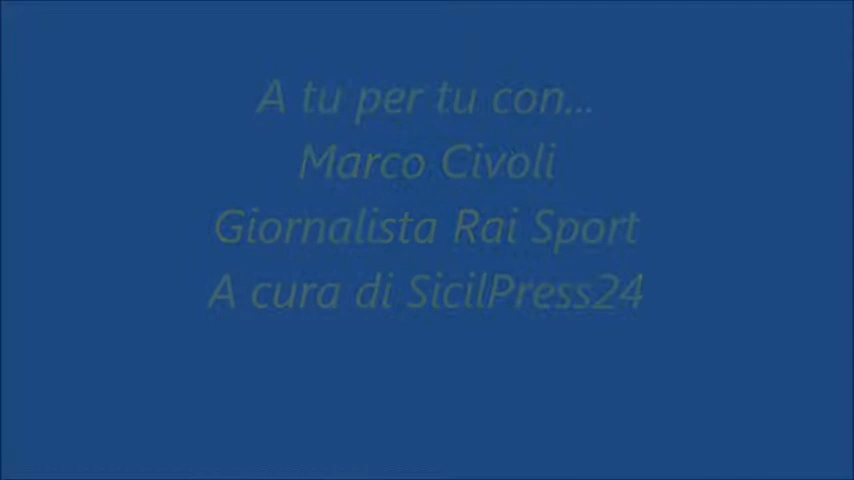 A tu per tu con...
Marco Civoli
Giornalista Rai Sport
A cura di SicilPress24